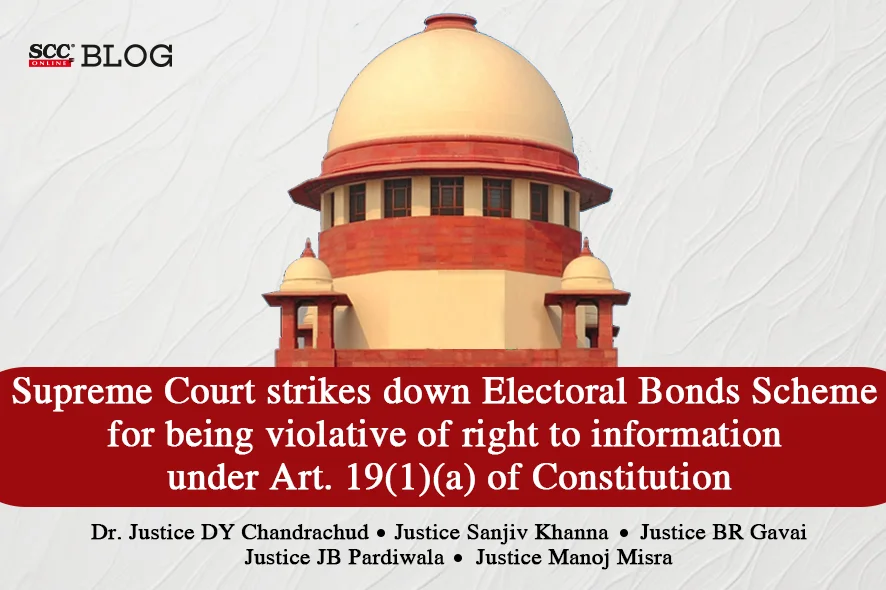 SCC®
ONLINE
BLOG
Supreme Court strikes down Electoral Bonds Scheme
for being violative of right to information
under Art. 19(1)(a) of Constitution
Dr. Justice DY Chandrachud • Justice Sanjiv Khanna • Justice BR Gavai
Justice JB Pardiwala • Justice Manoj Misra